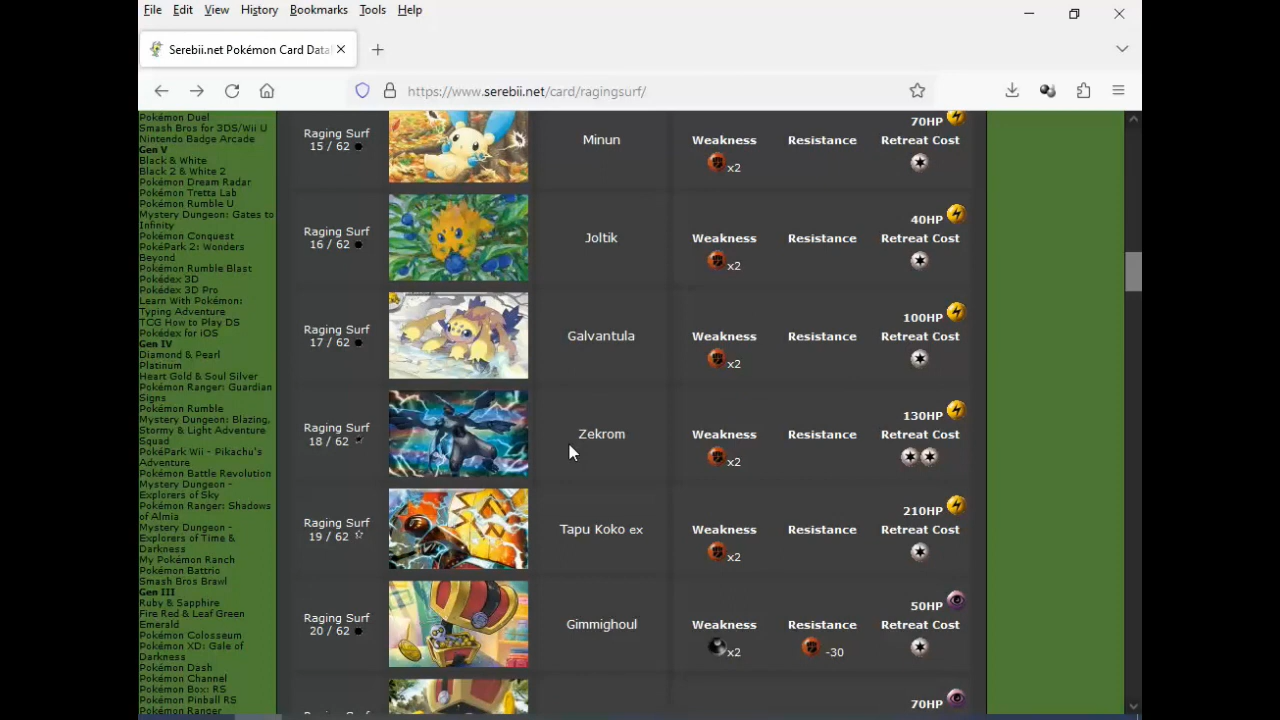 File Edit View History Bookmarks Tools Help
Serebii.net Pokémon Card Data
https://www.serebii.net/card/ragingsurf/
Pokémon Duel
Smash Bros for 3DS/Wii U
Nintendo Badge Arcade
Gen V
Black & White
Black 2 & White 2
Pokémon Dream Radar
Pokémon Tretta Lab
Pokémon Rumble U
Mystery Dungeon: Gates to
Infinity
Pokémon Conquest
PokéPark 2: Wonders
Beyond
Pokémon Rumble Blast
Pokédex 3D
Pokédex 3D Pro
Learn With Pokémon:
Typing Adventure
TCG How to Play DS
Pokédex for iOS
Gen IV
Diamond & Pearl
Platinum
Heart Gold & Soul Silver
Pokémon Ranger: Guardian
Signs
Pokémon Rumble
Mystery Dungeon: Blazing,
Stormy & Light Adventure
Squad
PokéPark Wii - Pikachu's
Adventure
Pokémon Battle Revolution
Mystery Dungeon -
Explorers of Sky
Pokémon Ranger: Shadows
of Almia
Mystery Dungeon -
Explorers of Time &
Darkness
My Pokémon Ranch
Pokémon Battrio
Smash Bros Brawl
Gen III
Ruby & Sapphire
Fire Red & Leaf Green
Emerald
Pokémon Colosseum
Pokémon XD: Gale of
Darkness
Pokémon Dash
Pokémon Channel
Pokémon Box: RS
Pokémon Pinball RS
Pokémon Ranger
Raging Surf
15 / 62
Minun
70HP
Weakness Resistance Retreat Cost
x2
Raging Surf
16 / 62
Joltik
40HP
Weakness Resistance Retreat Cost
x2
Raging Surf
17 / 62
Galvantula
100HP
Weakness Resistance Retreat Cost
x2
Raging Surf
18 / 62
Zekrom
130HP
Weakness Resistance Retreat Cost
x2
Raging Surf
19 / 62
Tapu Koko ex
210HP
Weakness Resistance Retreat Cost
x2
Raging Surf
20 / 62
Gimmighoul
50HP
Weakness Resistance Retreat Cost
x2 -30
70HP